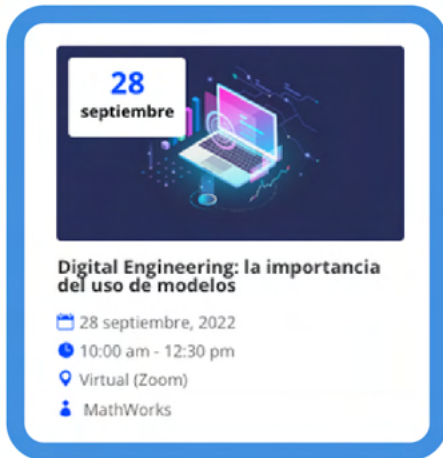 28
septiembre
Digital Engineering: la importancia
del uso de modelos
28 septiembre, 2022
10:00 am - 12:30 pm
Virtual (Zoom)
MathWorks